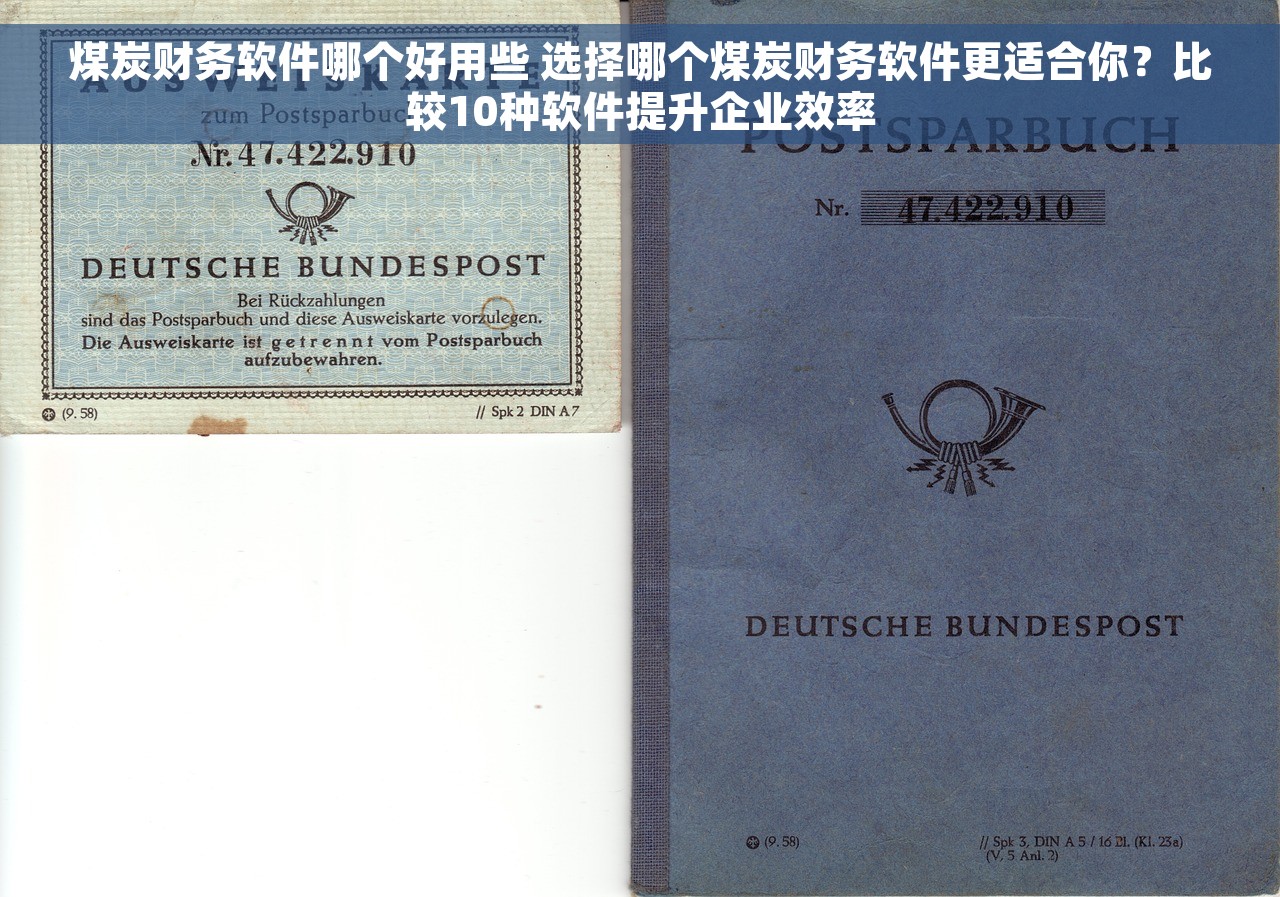 煤炭财务软件哪个好用些 选择哪个煤炭财务软件更适合你？比
较10种软件提升企业效率
AUSWEISKARTE
zum Postsparbuc
Nr. 47.422.910
DEUTSCHE BUNDESPOST
Bei Rückzahlungen
sind das Postsparbuch und diese Ausweiskarte vorzulegen.
Die Ausweiskarte ist getrennt vom Postsparbuch
aufzubewahren.
(9. 58)
// Spk 2 DIN A 7
POSTSPARBUCH
Nr. 47.422.910
DEUTSCHE BUNDESPOST
(9. 58)
// Spk 3, DIN A 5 / 16 Bl. (Kl. 23a)
(V, 5 Anl. 2)